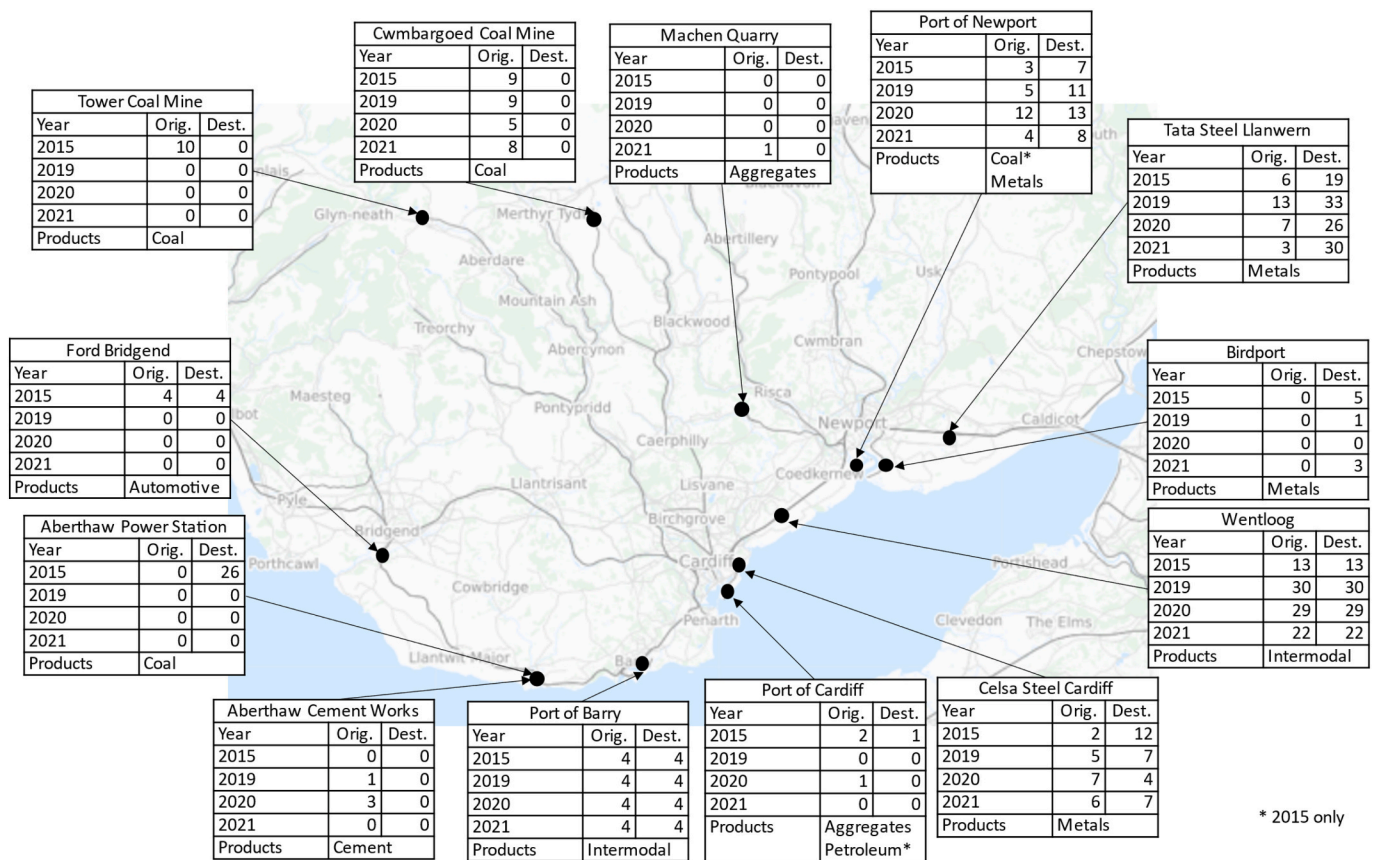 Cwmbargoed Coal Mine
Year Orig. Dest.
2015 9 0
2019 9 0
2020 5 0
2021 8 0
Products Coal
Machen Quarry
Year Orig. Dest.
2015 0 0
2019 0 0
2020 0 0
2021 1 0
Products Aggregates
Port of Newport
Year Orig. Dest.
2015 3 7
2019 5 11
2020 12 13
2021 4 8
Products Coal*
Metals
Tower Coal Mine
Year Orig. Dest.
2015 10 0
2019 0 0
2020 0 0
2021 0 0
Products Coal
Tata Steel Llanwern
Year Orig. Dest.
2015 6 19
2019 13 33
2020 7 26
2021 3 30
Products Metals
Glyn-neath
Merthyr Tyd
Abertillery
Aberdare
Pontypool
Usk
Mountain Ash
Treorchy
Blackwood
Abercynon
Cwmbran
Chepstow
Ford Bridgend
Year Orig. Dest.
2015 4 4
2019 0 0
2020 0 0
2021 0 0
Products Automotive
Birdport
Year Orig. Dest.
2015 0 5
2019 0 1
2020 0 0
2021 0 3
Products Metals
Maesteg
Risca
Pontypridd
Newport
Caldicot
Caerphilly
Coedkernew
Llantrisant
Lisvane
Pyle
Birchgrove
Bridgend
Porthcawl
Cardiff
Portishead
Cowbridge
Penarth
Clevedon
The Elms
Llantwit Major
Aberthaw Power Station
Year Orig. Dest.
2015 0 26
2019 0 0
2020 0 0
2021 0 0
Products Coal
Wentloog
Year Orig. Dest.
2015 13 13
2019 30 30
2020 29 29
2021 22 22
Products Intermodal
Aberthaw Cement Works
Year Orig. Dest.
2015 0 0
2019 1 0
2020 3 0
2021 0 0
Products Cement
Port of Barry
Year Orig. Dest.
2015 4 4
2019 4 4
2020 4 4
2021 4 4
Products Intermodal
Port of Cardiff
Year Orig. Dest.
2015 2 1
2019 0 0
2020 1 0
2021 0 0
Products Aggregates
Petroleum*
Celsa Steel Cardiff
Year Orig. Dest.
2015 2 12
2019 5 7
2020 7 4
2021 6 7
Products Metals
* 2015 only